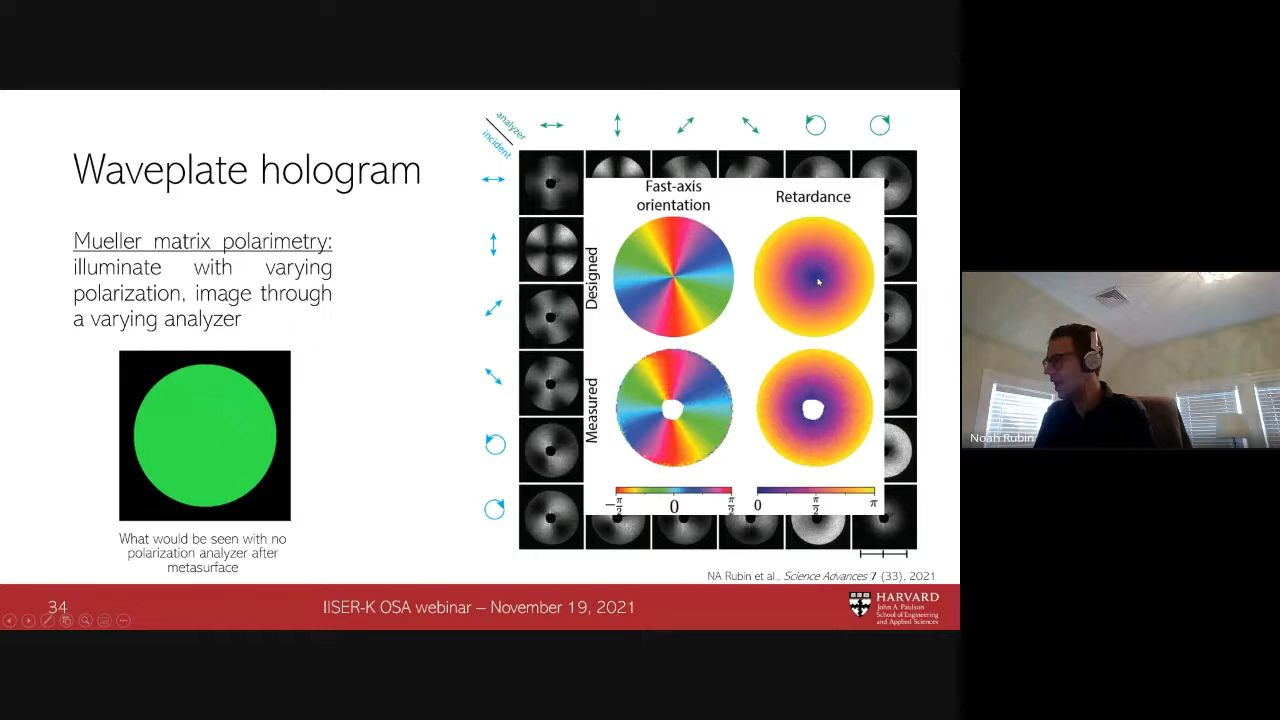 Waveplate hologram
Mueller matrix polarimetry:
illuminate with varying
polarization, image through
a varying analyzer
What would be seen with no
polarization analyzer after
metasurface
analyzer
incident
Fast-axis
orientation
Retardance
Designed
Measured
−π/2 0 π/2
0 π/2 π
NA Rubin et al., Science Advances 7 (33), 2021
34
IISER-K OSA webinar – November 19, 2021
HARVARD
John A. Paulson
School of Engineering
and Applied Sciences
Noah Rubin